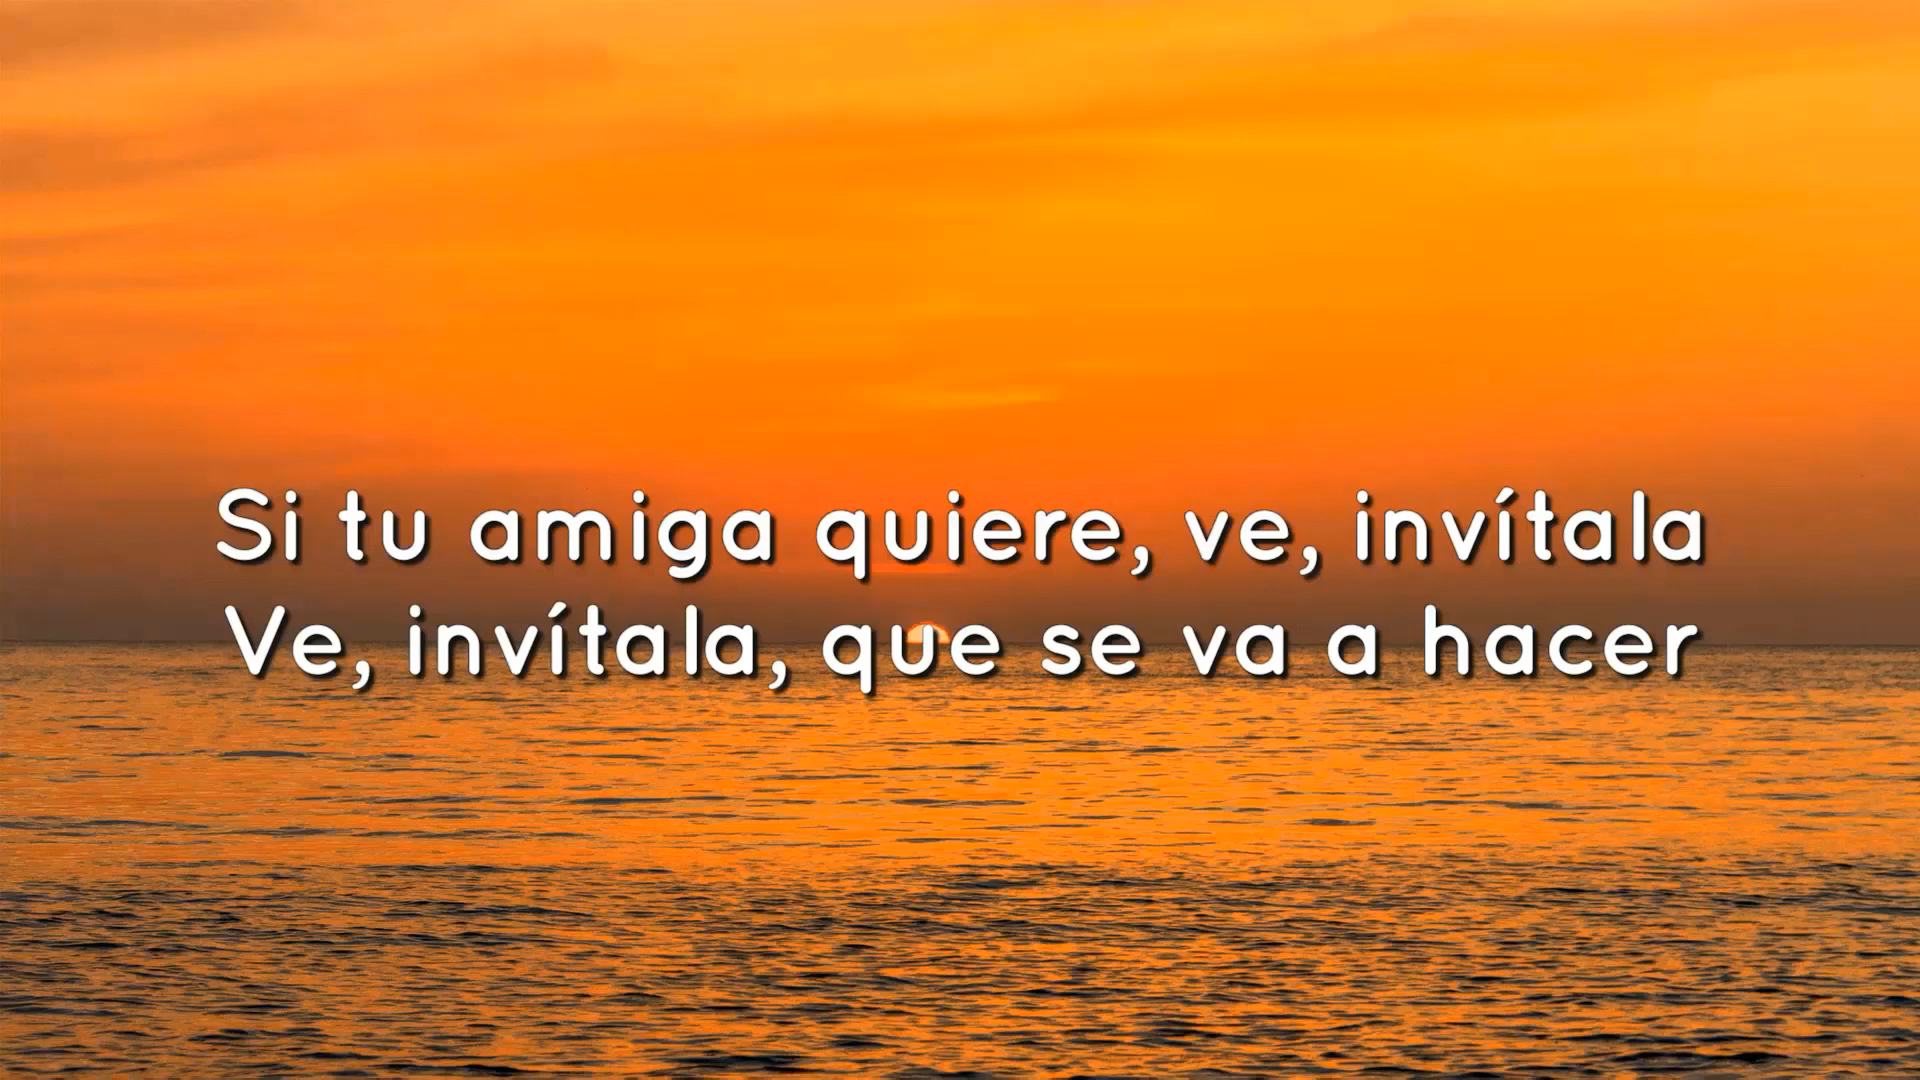 Si tu amiga quiere, ve, invítala
Ve, invítala, que se va a hacer